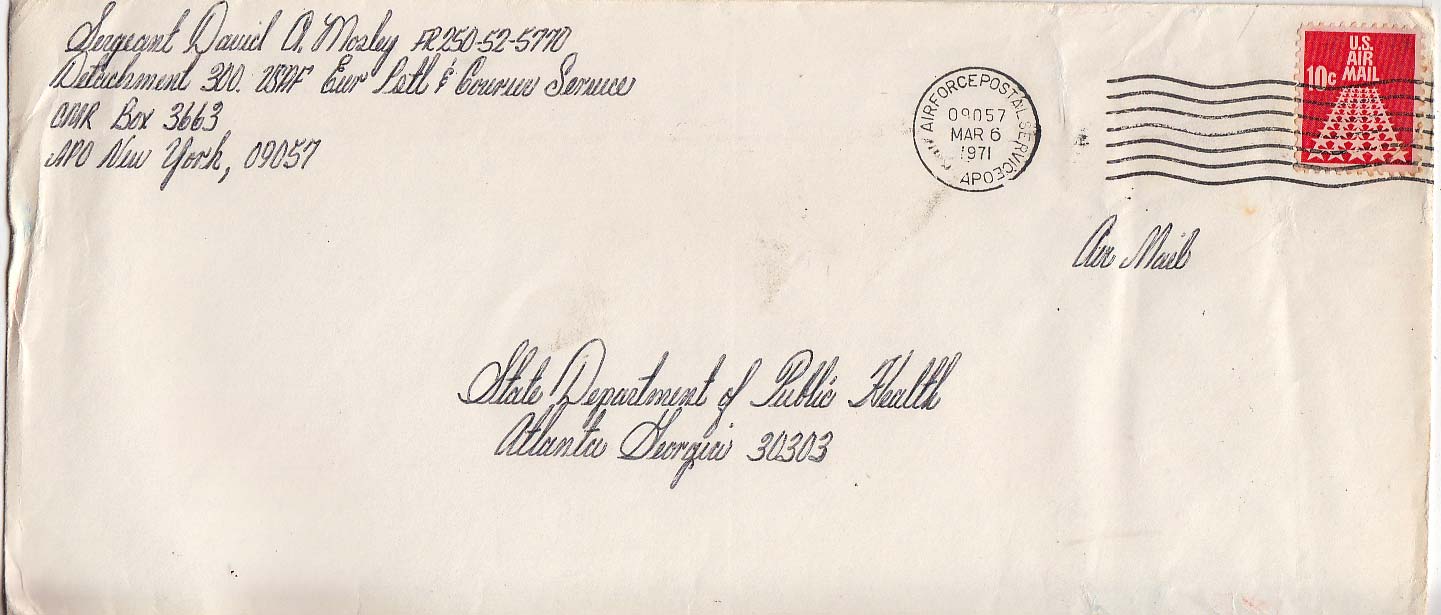 Sergeant David A. Mosley FR250-52-5770
Detachment 300. USAF Eur Pstl & Courier Service
CMR Box 3663
APO New York, 09057
AIR FORCE POSTAL SERVICE
09057
MAR 6
1971
APO
U.S.
AIR
10c MAIL
Air Mail
State Department of Public Health
Atlanta Georgia 30303